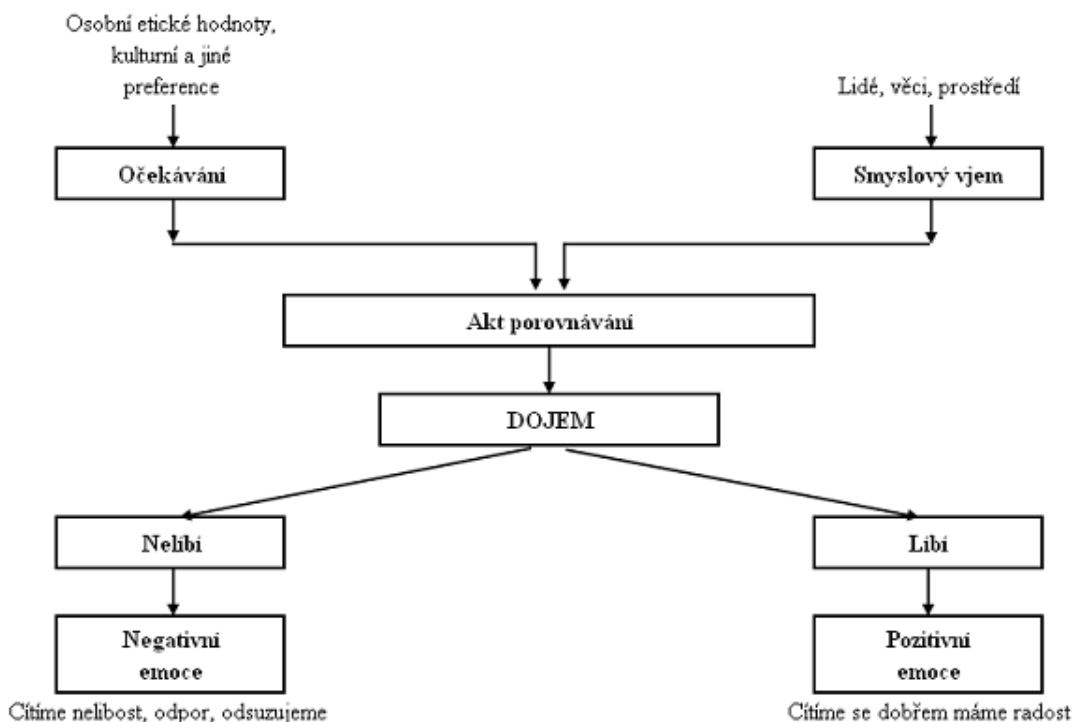 Osobní etické hodnoty,
kulturní a jiné
preference
Lidé, věci, prostředí
Očekávání
Smyslový vjem
Akt porovnávání
DOJEM
Nelíbí
Líbí
Negativní
emoce
Pozitivní
emoce
Cítíme nelibost, odpor, odsuzujeme
Cítíme se dobřem máme radost